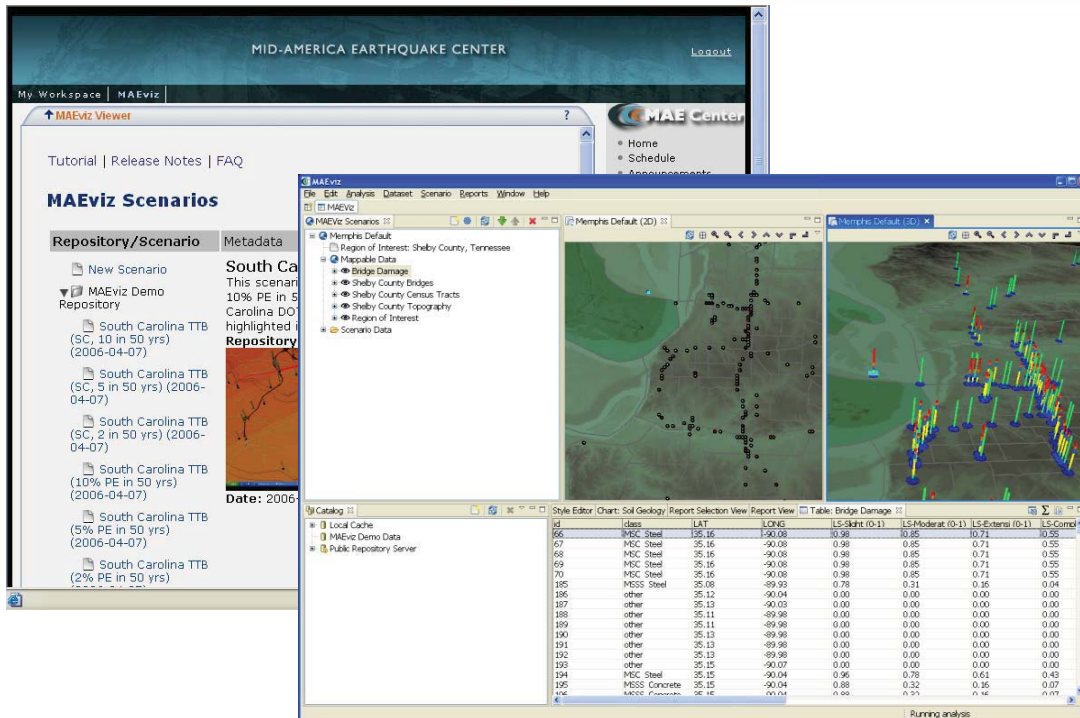 MID-AMERICA EARTHQUAKE CENTER
Logout
My Workspace | MAEviz
MAEviz Viewer ?
MAE Center
Home
Schedule
Tutorial | Release Notes | FAQ
MAEviz Scenarios
Repository/Scenario Metadata
New Scenario
MAEviz Demo
Repository
South Carolina TTB
(SC, 10 in 50 yrs)
(2006-04-07)
South Carolina TTB
(SC, 5 in 50 yrs) (2006-
04-07)
South Carolina TTB
(SC, 2 in 50 yrs) (2006-
04-07)
South Carolina TTB
(10% PE in 50 yrs)
(2006-04-07)
South Carolina TTB
(5% PE in 50 yrs)
(2006-04-07)
South Carolina TTB
(2% PE in 50 yrs)
South Ca
This scenari
10% PE in 5
Carolina DOT
highlighted i
Repository
Date: 2006-
MAEviz
File Edit Analysis Dataset Scenario Reports Window Help
MAEViz
MAEViz Scenarios
Memphis Default
Region of Interest: Shelby County, Tennessee
Mappable Data
Bridge Damage
Shelby County Bridges
Shelby County Census Tracts
Shelby County Topography
Region of Interest
Scenario Data
Memphis Default (2D)
Memphis Default (3D)
Catalog
Local Cache
MAEviz Demo Data
Public Repository Server
Style Editor Chart: Soil Geology Report Selection View Report View Table: Bridge Damage
id class LAT LONG LS-Slight (0-1) LS-Moderat (0-1) LS-Extensi (0-1) LS-Compl
66 MSC Steel 35.16 -90.08 0.98 0.85 0.71 0.55
67 MSC Steel 35.16 -90.08 0.98 0.85 0.71 0.55
68 MSC Steel 35.16 -90.08 0.98 0.85 0.71 0.55
69 MSC Steel 35.16 -90.08 0.98 0.85 0.71 0.55
70 MSC Steel 35.16 -90.08 0.98 0.85 0.71 0.55
185 MSSS Steel 35.08 -89.93 0.78 0.31 0.16 0.04
186 other 35.12 -90.04 0.00 0.00 0.00 0.00
187 other 35.13 -90.03 0.00 0.00 0.00 0.00
188 other 35.11 -89.98 0.00 0.00 0.00 0.00
189 other 35.11 -89.98 0.00 0.00 0.00 0.00
190 other 35.13 -89.98 0.00 0.00 0.00 0.00
191 other 35.13 -89.98 0.00 0.00 0.00 0.00
192 other 35.13 -89.98 0.00 0.00 0.00 0.00
193 other 35.15 -90.07 0.00 0.00 0.00 0.00
194 MSC Steel 35.15 -90.04 0.96 0.78 0.61 0.43
195 MSSS Concrete 35.15 -90.04 0.88 0.32 0.16 0.07
Running analysis